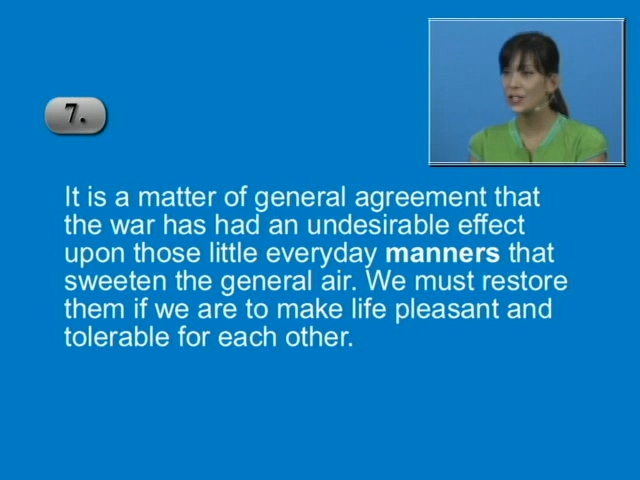 7.
It is a matter of general agreement that
the war has had an undesirable effect
upon those little everyday manners that
sweeten the general air. We must restore
them if we are to make life pleasant and
tolerable for each other.